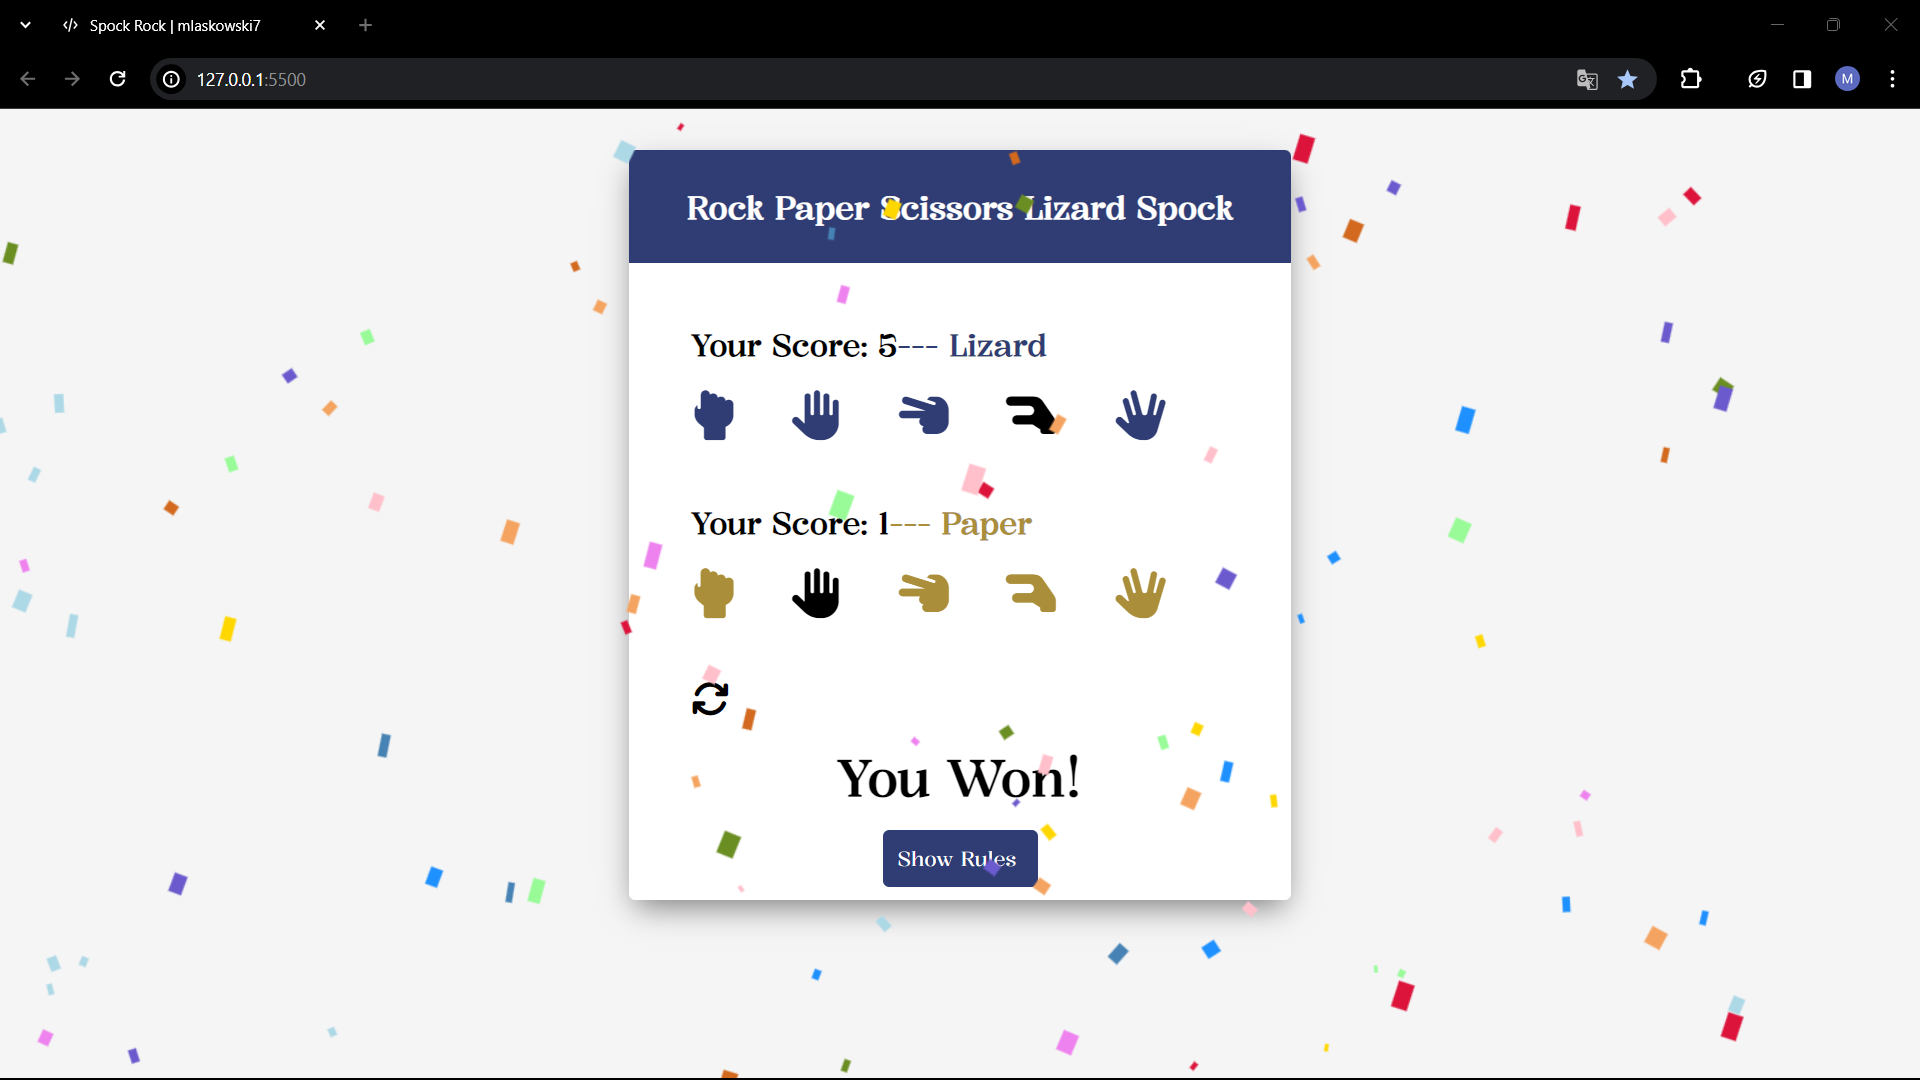 Spock Rock | mlaskowski7
127.0.0.1:5500
M
Rock Paper Scissors Lizard Spock
Your Score: 5--- Lizard
Your Score: 1--- Paper
You Won!
Show Rules